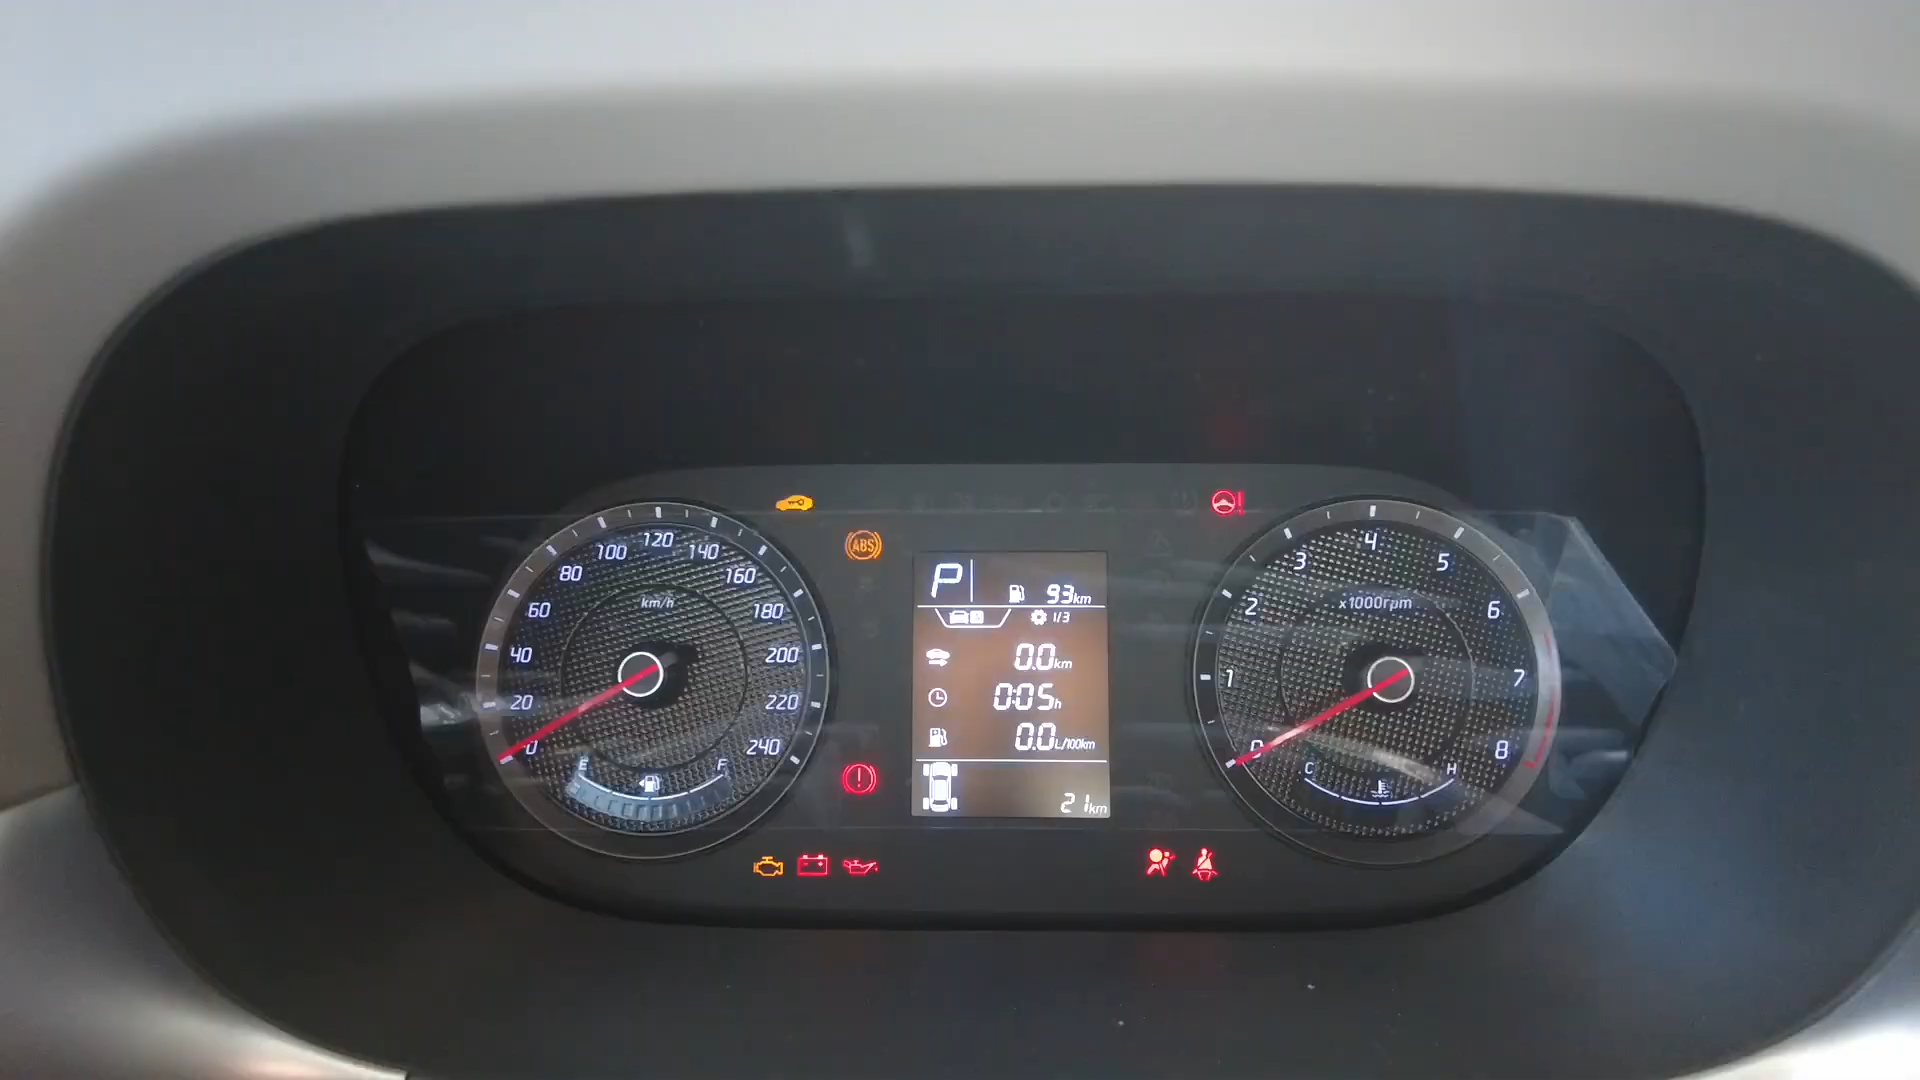 100 120 140
80 160
60 km/h 180
40 200
20 220
0 240
E F
ABS
P 93km
1/3
0.0km
0:05h
0.0L/100km
21km
4
3 5
2 x1000rpm 6
1 7
0 8
C H